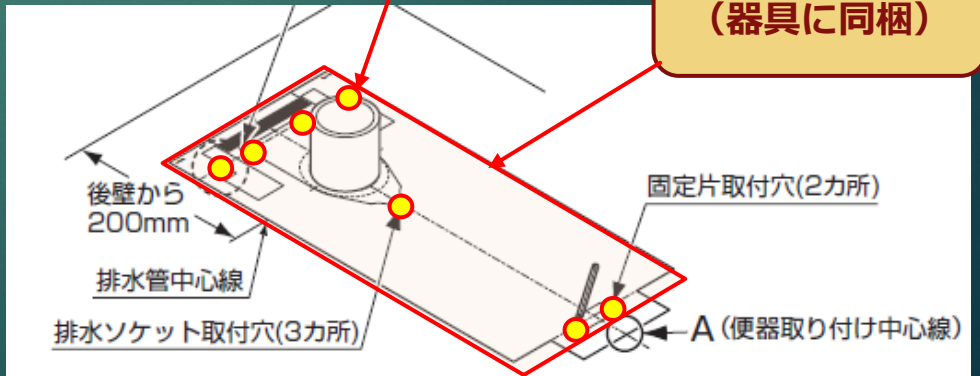 (器具に同梱)
後壁から
200mm
固定片取付穴(2カ所)
排水管中心線
排水ソケット取付穴(3カ所)
A(便器取り付け中心線)